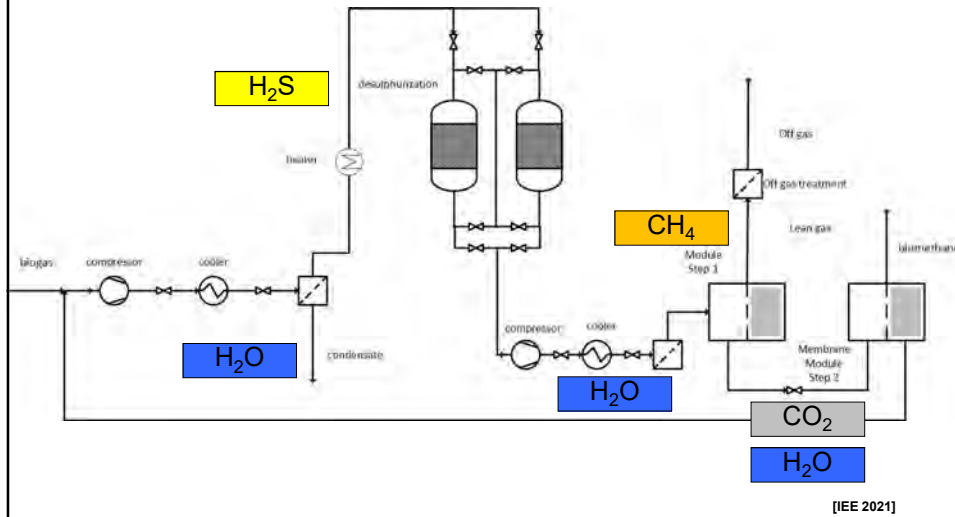 H₂S
desulphurization
heater
Off gas
Off gas treatment
CH₄
Lean gas
Module
Step 1
biomethane
biogas
compressor
cooler
H₂O
condensate
compressor
cooler
H₂O
Membrane
Module
Step 2
CO₂
H₂O
[IEE 2021]